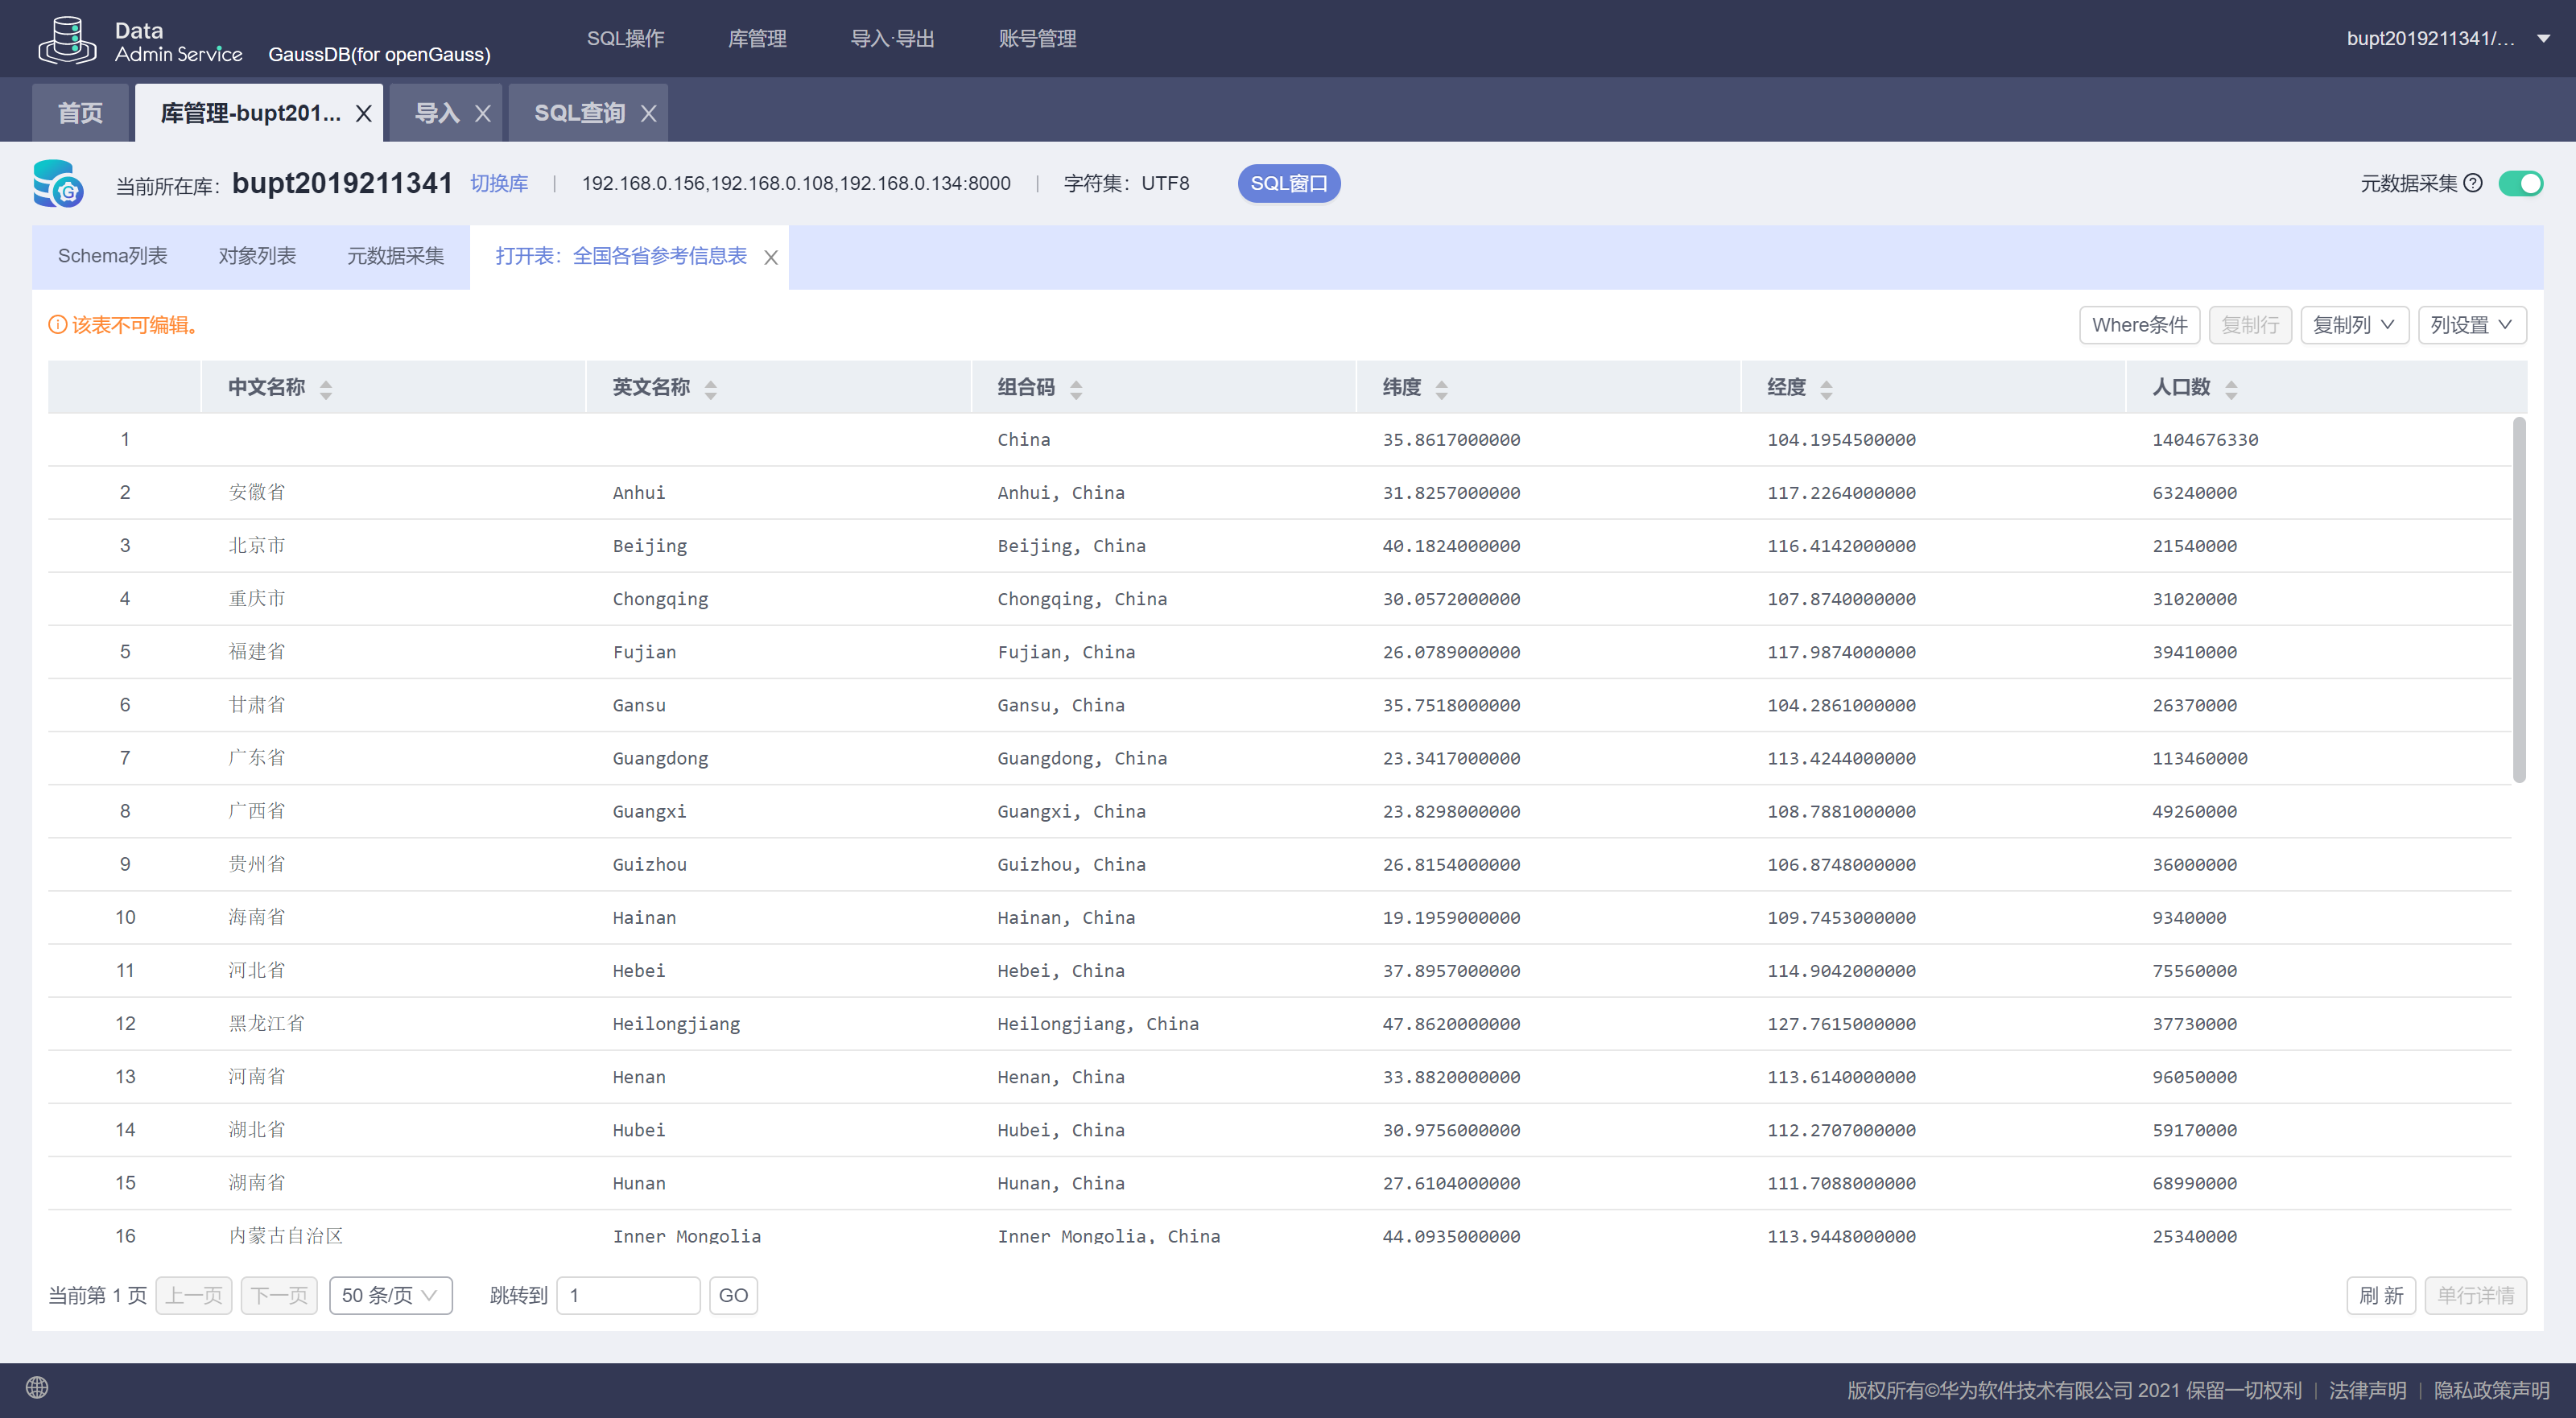 Data
Admin Service GaussDB(for openGauss) SQL操作 库管理 导入·导出 账号管理 bupt2019211341/...
首页 库管理-bupt201... X 导入 X SQL查询 X
当前所在库: bupt2019211341 切换库 | 192.168.0.156,192.168.0.108,192.168.0.134:8000 | 字符集: UTF8 SQL窗口 元数据采集
Schema列表 对象列表 元数据采集 打开表: 全国各省参考信息表 X
该表不可编辑。 Where条件 复制行 复制列 列设置
中文名称 英文名称 组合码 纬度 经度 人口数
1 China 35.8617000000 104.1954500000 1404676330
2 安徽省 Anhui Anhui, China 31.8257000000 117.2264000000 63240000
3 北京市 Beijing Beijing, China 40.1824000000 116.4142000000 21540000
4 重庆市 Chongqing Chongqing, China 30.0572000000 107.8740000000 31020000
5 福建省 Fujian Fujian, China 26.0789000000 117.9874000000 39410000
6 甘肃省 Gansu Gansu, China 35.7518000000 104.2861000000 26370000
7 广东省 Guangdong Guangdong, China 23.3417000000 113.4244000000 113460000
8 广西省 Guangxi Guangxi, China 23.8298000000 108.7881000000 49260000
9 贵州省 Guizhou Guizhou, China 26.8154000000 106.8748000000 36000000
10 海南省 Hainan Hainan, China 19.1959000000 109.7453000000 9340000
11 河北省 Hebei Hebei, China 37.8957000000 114.9042000000 75560000
12 黑龙江省 Heilongjiang Heilongjiang, China 47.8620000000 127.7615000000 37730000
13 河南省 Henan Henan, China 33.8820000000 113.6140000000 96050000
14 湖北省 Hubei Hubei, China 30.9756000000 112.2707000000 59170000
15 湖南省 Hunan Hunan, China 27.6104000000 111.7088000000 68990000
16 内蒙古自治区 Inner Mongolia Inner Mongolia, China 44.0935000000 113.9448000000 25340000
当前第 1 页 上一页 下一页 50 条/页 跳转到 1 GO 刷 新 单行详情
版权所有©华为软件技术有限公司 2021 保留一切权利 | 法律声明 | 隐私政策声明